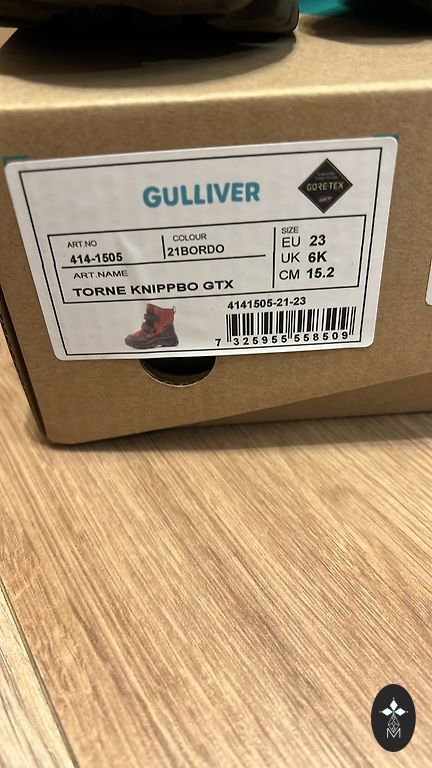 GULLIVER
GORE-TEX
ART.NO
414-1505
COLOUR
21BORDO
ART.NAME
TORNE KNIPPBO GTX
SIZE
EU 23
UK 6K
CM 15.2
4141505-21-23
7 325955 558509
M